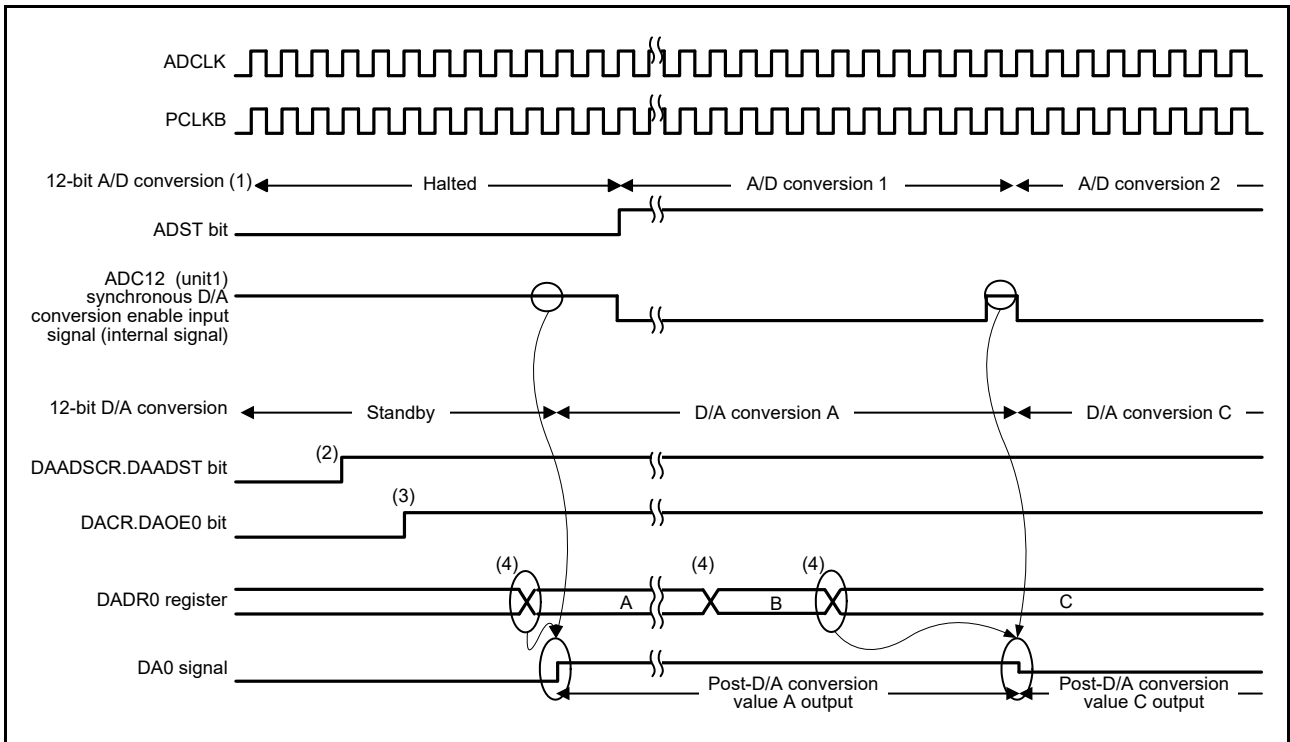 ADCLK
PCLKB
12-bit A/D conversion (1)
Halted
A/D conversion 1
A/D conversion 2
ADST bit
ADC12 (unit1)
synchronous D/A
conversion enable input
signal (internal signal)
12-bit D/A conversion
Standby
D/A conversion A
D/A conversion C
(2)
DAADSCR.DAADST bit
(3)
DACR.DAOE0 bit
(4)
(4)
(4)
DADR0 register
A
B
C
DA0 signal
Post-D/A conversion
value A output
Post-D/A conversion
value C output